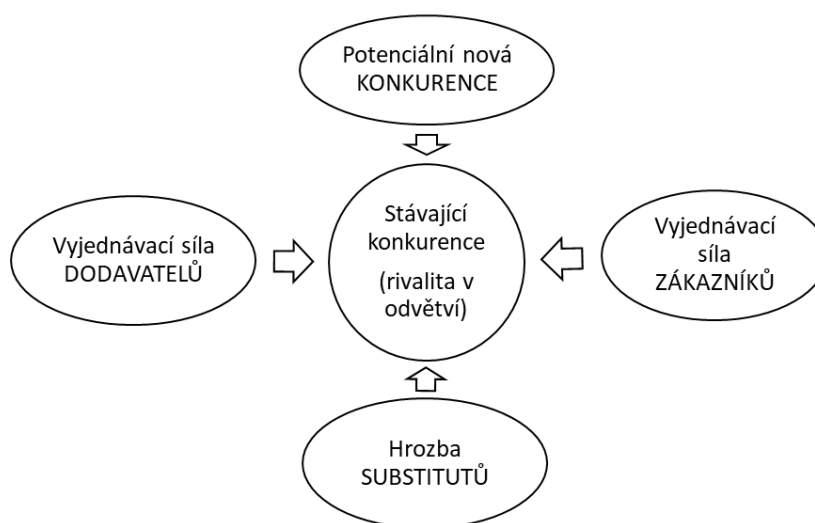 Potenciální nová
KONKURENCE
Vyjednávací síla
DODAVATELŮ
Stávající
konkurence
(rivalita v
odvětví)
Vyjednávací
síla
ZÁKAZNÍKŮ
Hrozba
SUBSTITUTŮ